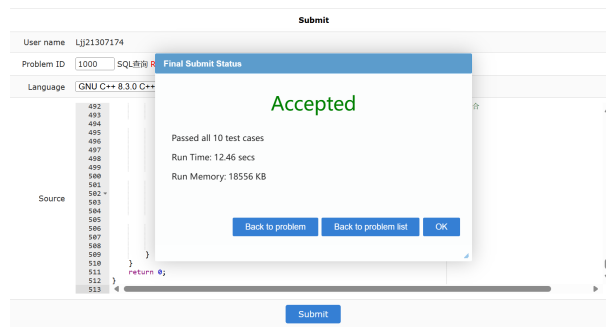 Submit
User name Ljj21307174
Problem ID 1000 SQL查询 R
Language GNU C++ 8.3.0 C++
Final Submit Status
Accepted
Passed all 10 test cases
Run Time: 12.46 secs
Run Memory: 18556 KB
Back to problem Back to problem list OK
Source
492 合
493
494
495
496
497
498
499
500
501
502
503
504
505
506
507
508
509 }
510 }
511 return 0;
512 }
513
Submit